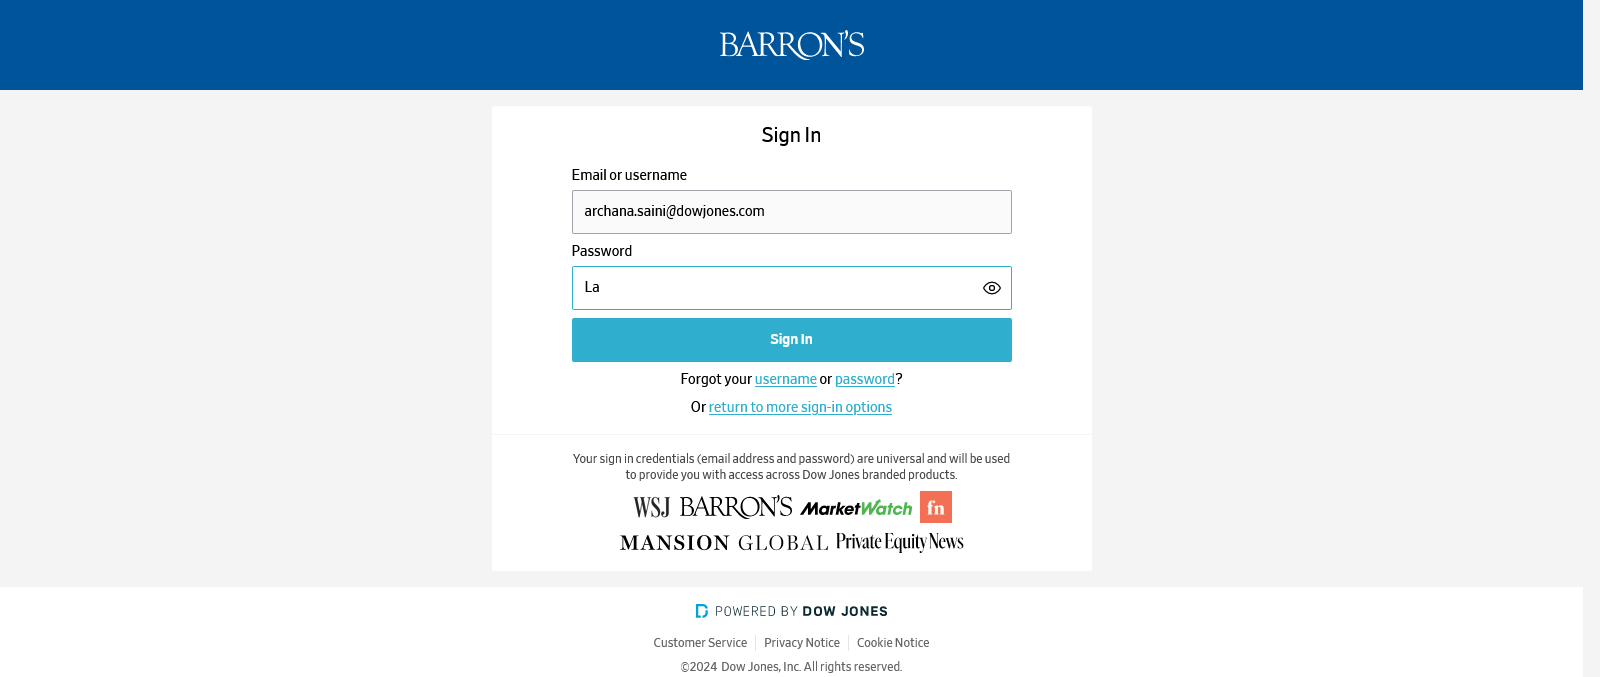 BARRON'S
Sign In
Email or username
archana.saini@dowjones.com
Password
La
Sign In
Forgot your username or password?
Or return to more sign-in options
Your sign in credentials (email address and password) are universal and will be used
to provide you with access across Dow Jones branded products.
WSJ BARRON'S MarketWatch fn
MANSION GLOBAL Private Equity News
POWERED BY DOW JONES
Customer Service Privacy Notice Cookie Notice
©2024 Dow Jones, Inc. All rights reserved.